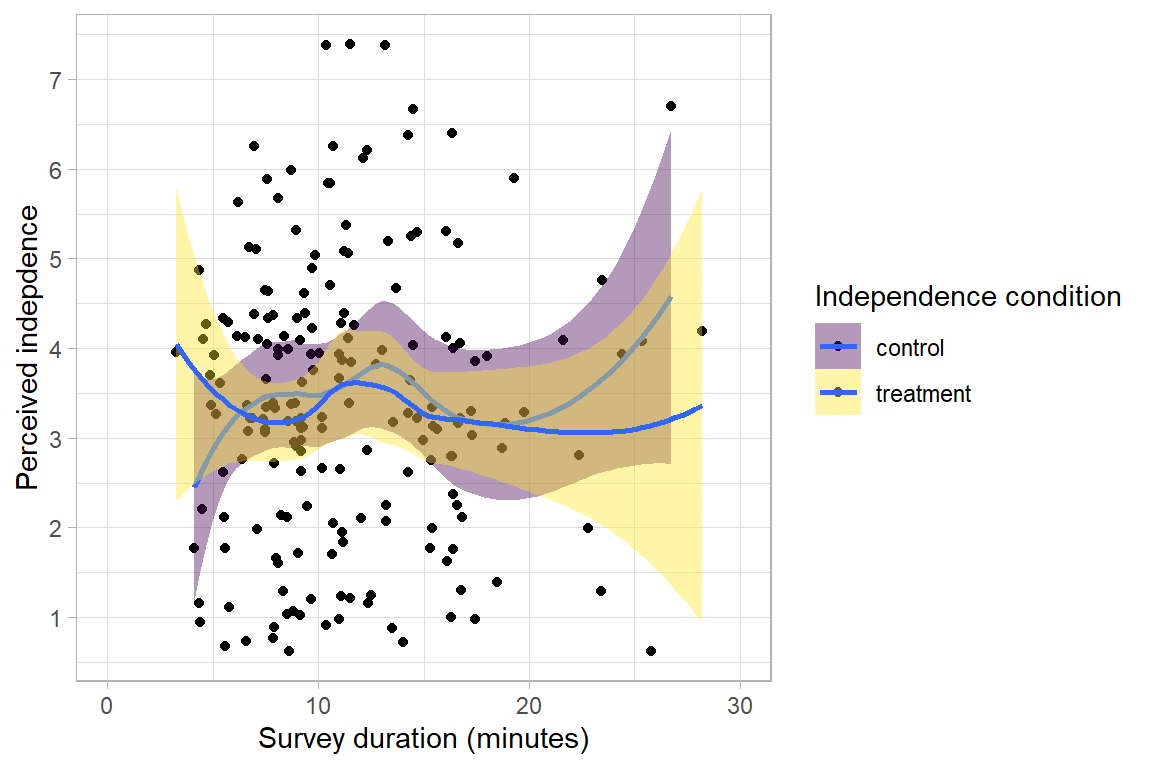 7
6
5
4
3
2
1
Perceived indepdence
0 10 20 30
Survey duration (minutes)
Independence condition
control
treatment